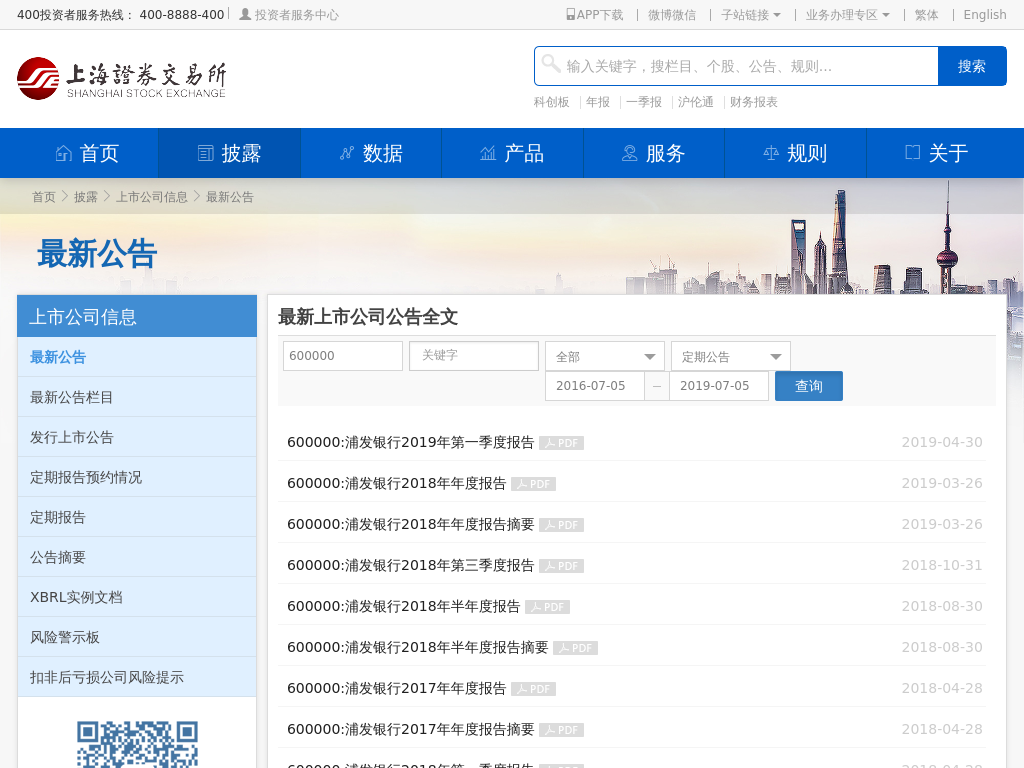 400投资者服务热线： 400-8888-400 投资者服务中心 APP下载 微博微信 子站链接 业务办理专区 繁体 English
上海證券交易所
SHANGHAI STOCK EXCHANGE
输入关键字，搜栏目、个股、公告、规则... 搜索
科创板 年报 一季报 沪伦通 财务报表
首页 披露 数据 产品 服务 规则 关于
首页 披露 上市公司信息 最新公告
最新公告
上市公司信息
最新公告
最新公告栏目
发行上市公告
定期报告预约情况
定期报告
公告摘要
XBRL实例文档
风险警示板
扣非后亏损公司风险提示
最新上市公司公告全文
600000 关键字 全部 定期公告
2016-07-05 – 2019-07-05 查询
600000:浦发银行2019年第一季度报告 PDF 2019-04-30
600000:浦发银行2018年年度报告 PDF 2019-03-26
600000:浦发银行2018年年度报告摘要 PDF 2019-03-26
600000:浦发银行2018年第三季度报告 PDF 2018-10-31
600000:浦发银行2018年半年度报告 PDF 2018-08-30
600000:浦发银行2018年半年度报告摘要 PDF 2018-08-30
600000:浦发银行2017年年度报告 PDF 2018-04-28
600000:浦发银行2017年年度报告摘要 PDF 2018-04-28
600000:浦发银行2018年第一季度报告